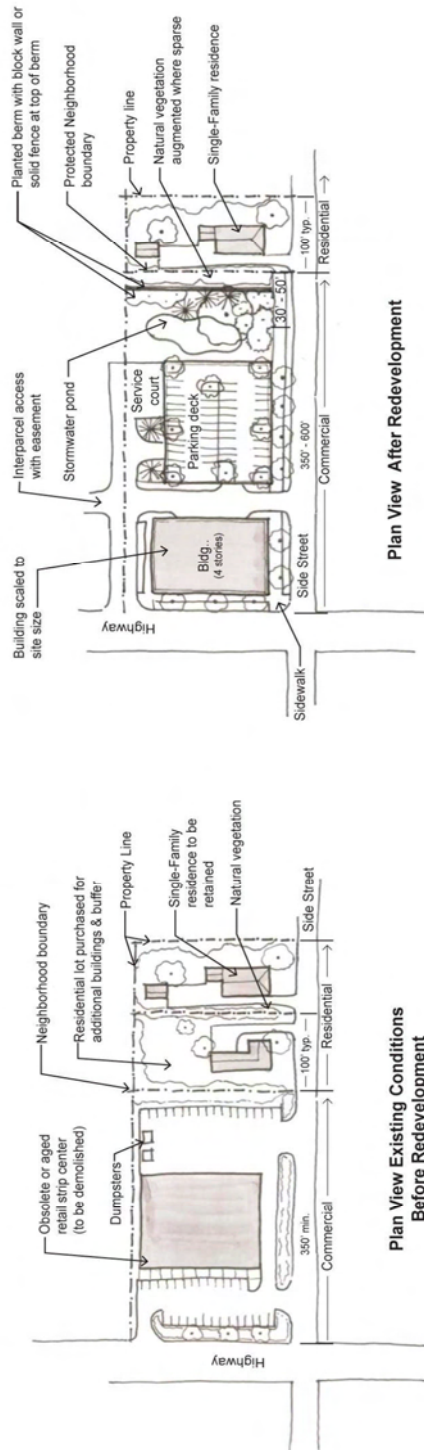 Neighborhood boundary
Obsolete or aged
retail strip center
(to be demolished)
Residential lot purchased for
additional buildings & buffer
Property Line
Dumpsters
Single-Family
residence to be
retained
Natural vegetation
Side Street
Highway
350' min.
100' typ.
Commercial
Residential
Plan View Existing Conditions
Before Redevelopment
Building scaled to
site size
Interparcel access
with easement
Stormwater pond
Planted berm with block wall or
solid fence at top of berm
Protected Neighborhood
boundary
Property line
Natural vegetation
augmented where sparse
Single-Family residence
Highway
Bldg..
(4 stories)
Service
court
Parking deck
Side Street
Sidewalk
30' - 50'
350' - 600'
100' typ.
Commercial
Residential
Plan View After Redevelopment